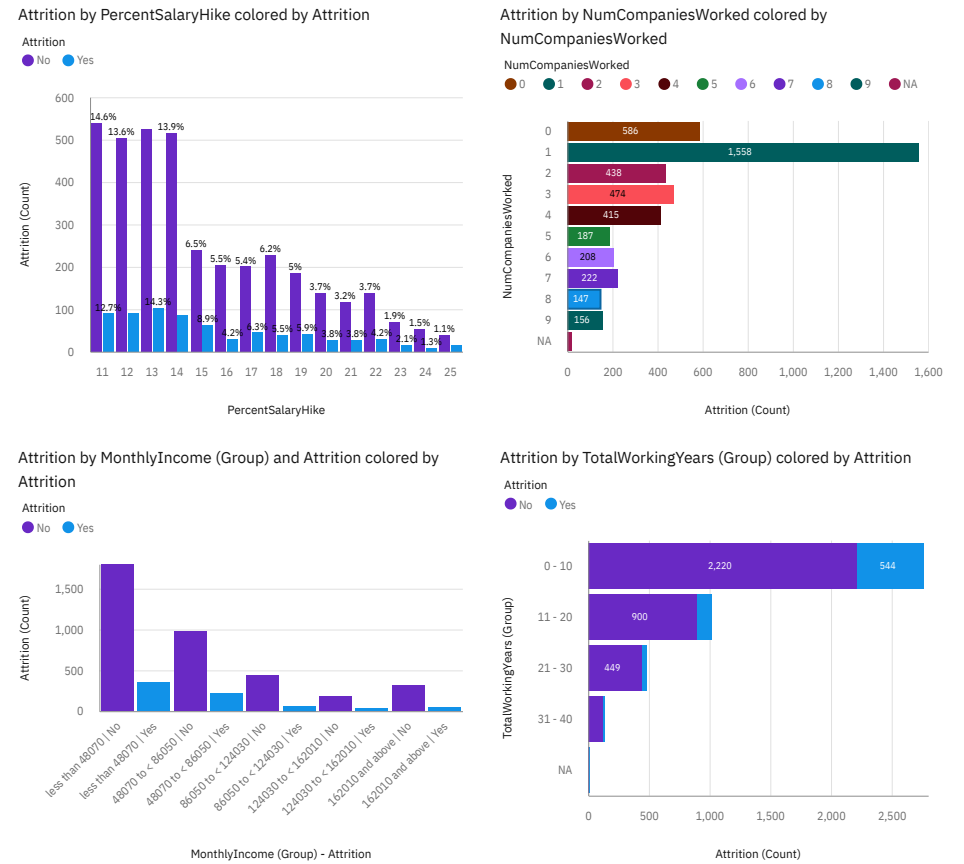 Attrition by PercentSalaryHike colored by Attrition
Attrition
No Yes
600
500
400
300
200
100
0
Attrition (Count)
14.6%
13.6%
13.9%
6.5%
5.5%
5.4%
6.2%
5%
3.7%
3.2%
3.7%
1.9%
1.5%
1.1%
12.7%
14.3%
8.9%
4.2%
6.3%
5.5%
5.9%
3.8%
3.8%
4.2%
2.1%
1.3%
11 12 13 14 15 16 17 18 19 20 21 22 23 24 25
PercentSalaryHike
Attrition by NumCompaniesWorked colored by
NumCompaniesWorked
NumCompaniesWorked
0 1 2 3 4 5 6 7 8 9 NA
NumCompaniesWorked
0 586
1 1,558
2 438
3 474
4 415
5 187
6 208
7 222
8 147
9 156
NA
0 200 400 600 800 1,000 1,200 1,400 1,600
Attrition (Count)
Attrition by MonthlyIncome (Group) and Attrition colored by
Attrition
Attrition
No Yes
1,500
1,000
500
0
Attrition (Count)
less than 48070 | No
less than 48070 | Yes
48070 to < 86050 | No
48070 to < 86050 | Yes
86050 to < 124030 | No
86050 to < 124030 | Yes
124030 to < 162010 | No
124030 to < 162010 | Yes
162010 and above | No
162010 and above | Yes
MonthlyIncome (Group) - Attrition
Attrition by TotalWorkingYears (Group) colored by Attrition
Attrition
No Yes
TotalWorkingYears (Group)
0 - 10 2,220 544
11 - 20 900
21 - 30 449
31 - 40
NA
0 500 1,000 1,500 2,000 2,500
Attrition (Count)